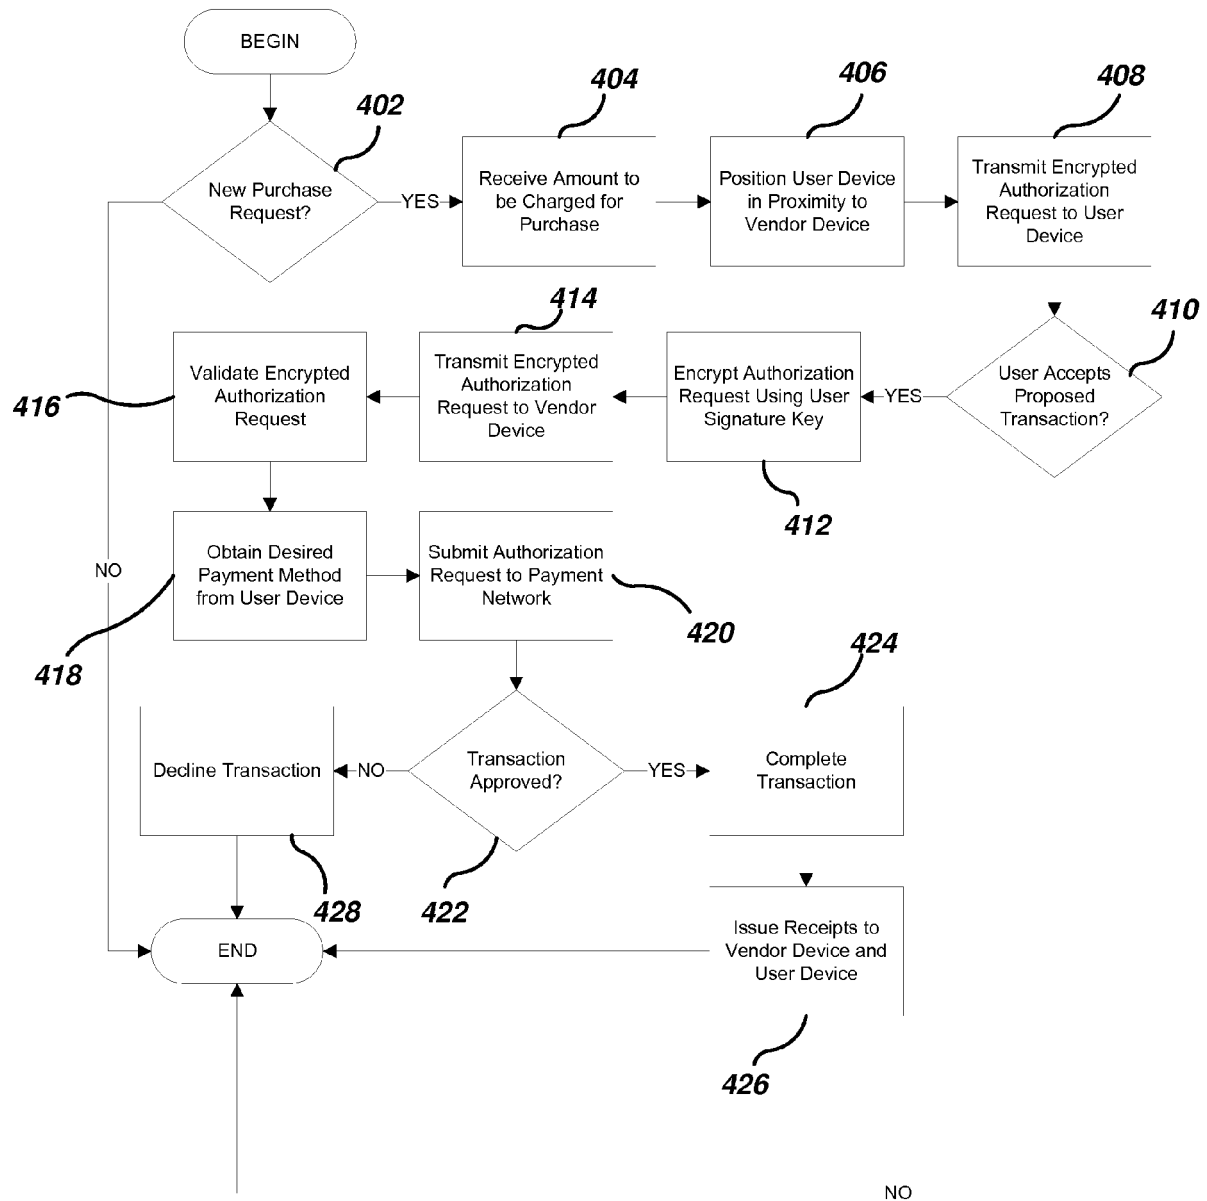 BEGIN
402
404
406
408
New Purchase
Request?
YES
Receive Amount to
be Charged for
Purchase
Position User Device
in Proximity to
Vendor Device
Transmit Encrypted
Authorization
Request to User
Device
410
User Accepts
Proposed
Transaction?
YES
Encrypt Authorization
Request Using User
Signature Key
412
414
Transmit Encrypted
Authorization
Request to Vendor
Device
Validate Encrypted
Authorization
Request
416
NO
Obtain Desired
Payment Method
from User Device
418
Submit Authorization
Request to Payment
Network
420
424
Decline Transaction
NO
Transaction
Approved?
YES
Complete
Transaction
428
422
END
Issue Receipts to
Vendor Device and
User Device
426
NO